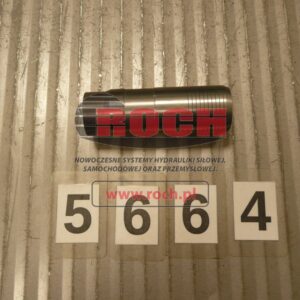 ROCH
NOWOCZESNE SYSTEMY HYDRAULIKI SIŁOWEJ,
SAMOCHODOWEJ ORAZ PRZEMYSŁOWEJ.
www.roch.pl
5 6 6 4